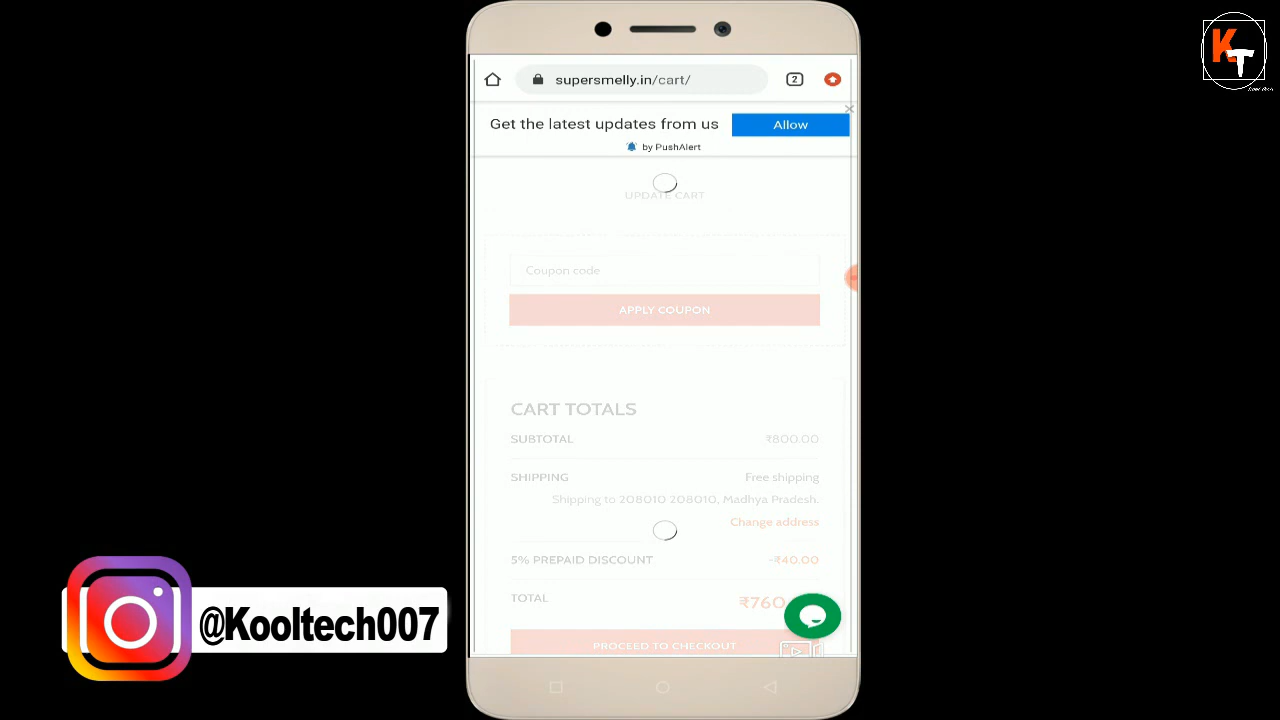 KT
supersmelly.in/cart/
2
Get the latest updates from us
Allow
by PushAlert
UPDATE CART
Coupon code
APPLY COUPON
CART TOTALS
SUBTOTAL ₹800.00
SHIPPING Free shipping
Shipping to 208010 208010, Madhya Pradesh.
Change address
5% PREPAID DISCOUNT -₹40.00
TOTAL ₹760
PROCEED TO CHECKOUT
@Kooltech007